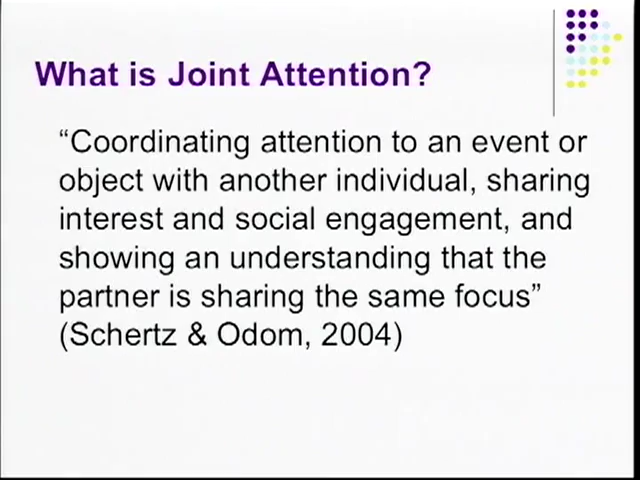 What is Joint Attention?
“Coordinating attention to an event or
object with another individual, sharing
interest and social engagement, and
showing an understanding that the
partner is sharing the same focus”
(Schertz & Odom, 2004)